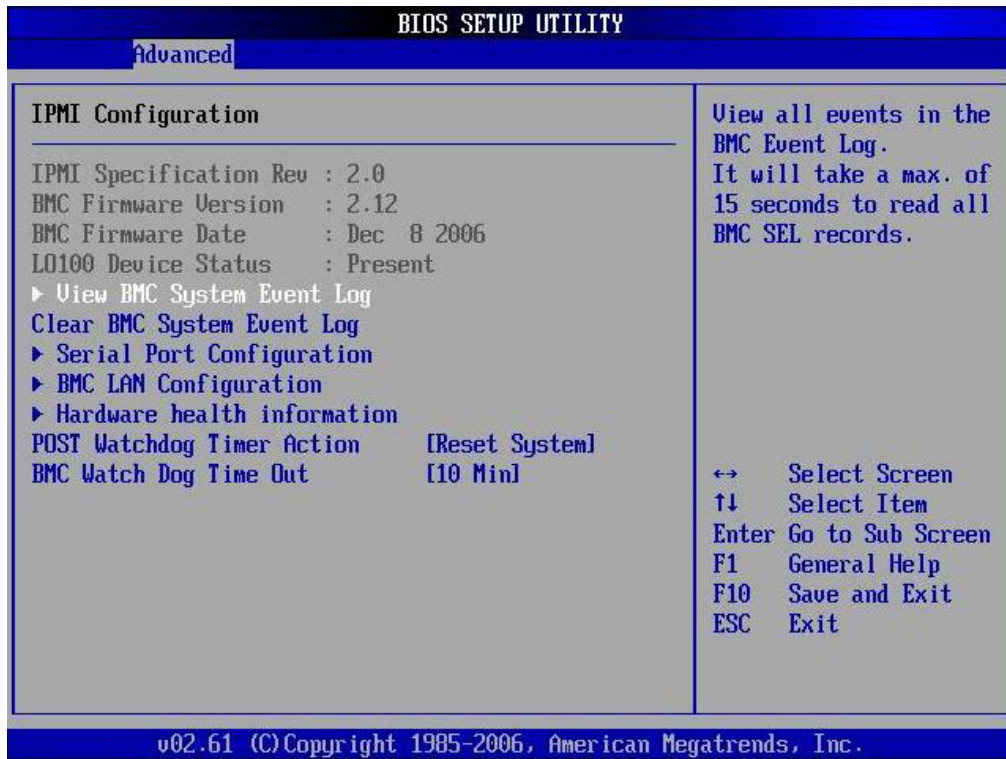 BIOS SETUP UTILITY
Advanced
IPMI Configuration
IPMI Specification Rev : 2.0
BMC Firmware Version : 2.12
BMC Firmware Date : Dec 8 2006
LO100 Device Status : Present
▶ View BMC System Event Log
Clear BMC System Event Log
▶ Serial Port Configuration
▶ BMC LAN Configuration
▶ Hardware health information
POST Watchdog Timer Action [Reset System]
BMC Watch Dog Time Out [10 Min]
View all events in the
BMC Event Log.
It will take a max. of
15 seconds to read all
BMC SEL records.
↔ Select Screen
↑↓ Select Item
Enter Go to Sub Screen
F1 General Help
F10 Save and Exit
ESC Exit
v02.61 (C)Copyright 1985-2006, American Megatrends, Inc.